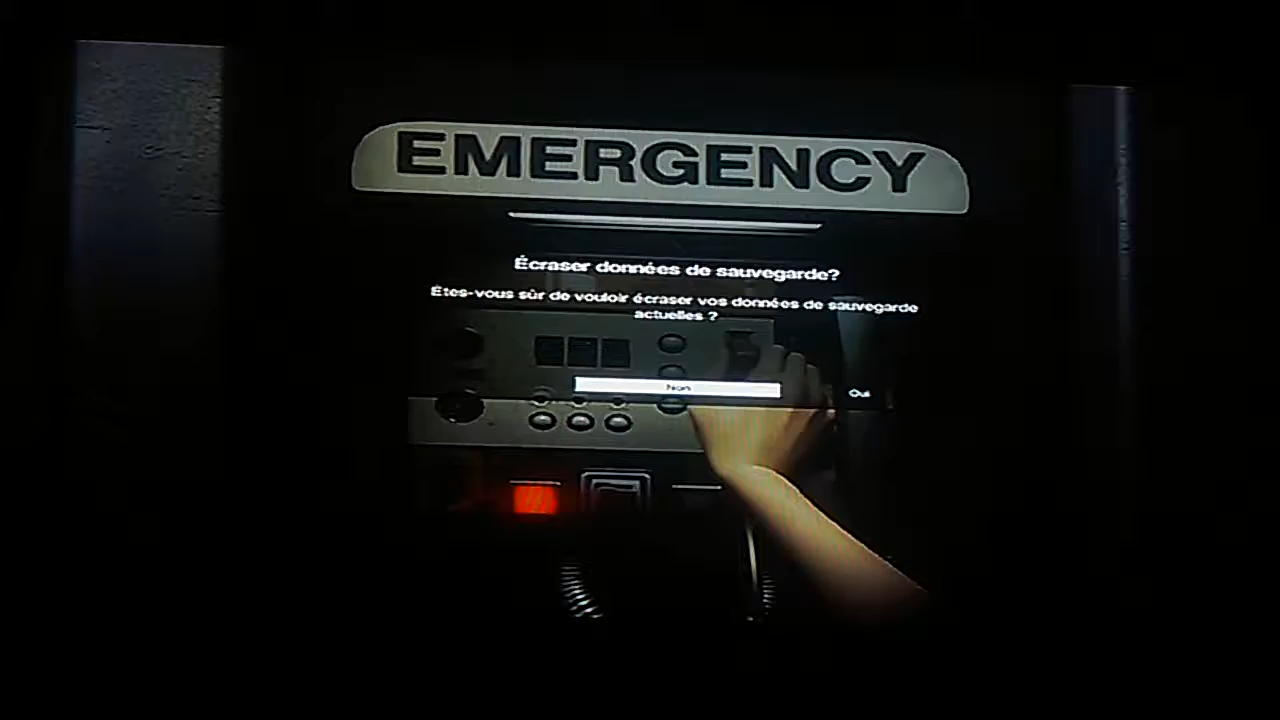 EMERGENCY
Écraser données de sauvegarde?
Êtes-vous sûr de vouloir écraser vos données de sauvegarde
actuelles ?
Non Oui